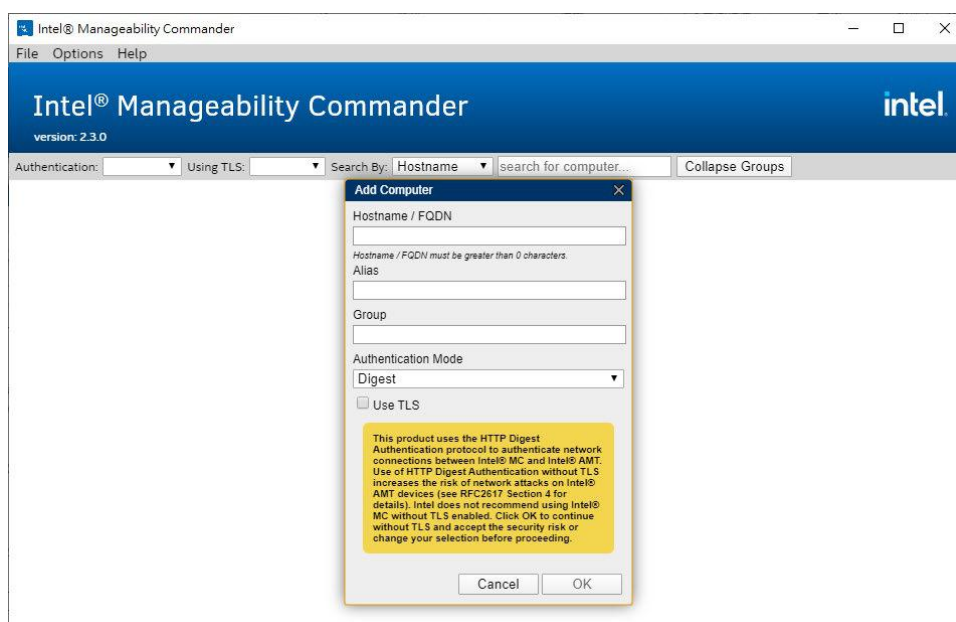 Intel® Manageability Commander
File Options Help
Intel® Manageability Commander
intel.
version: 2.3.0
Authentication: Using TLS: Search By: Hostname search for computer... Collapse Groups
Add Computer
Hostname / FQDN
Hostname / FQDN must be greater than 0 characters.
Alias
Group
Authentication Mode
Digest
Use TLS
This product uses the HTTP Digest
Authentication protocol to authenticate network
connections between Intel® MC and Intel® AMT.
Use of HTTP Digest Authentication without TLS
increases the risk of network attacks on Intel®
AMT devices (see RFC2617 Section 4 for
details). Intel does not recommend using Intel®
MC without TLS enabled. Click OK to continue
without TLS and accept the security risk or
change your selection before proceeding.
Cancel OK